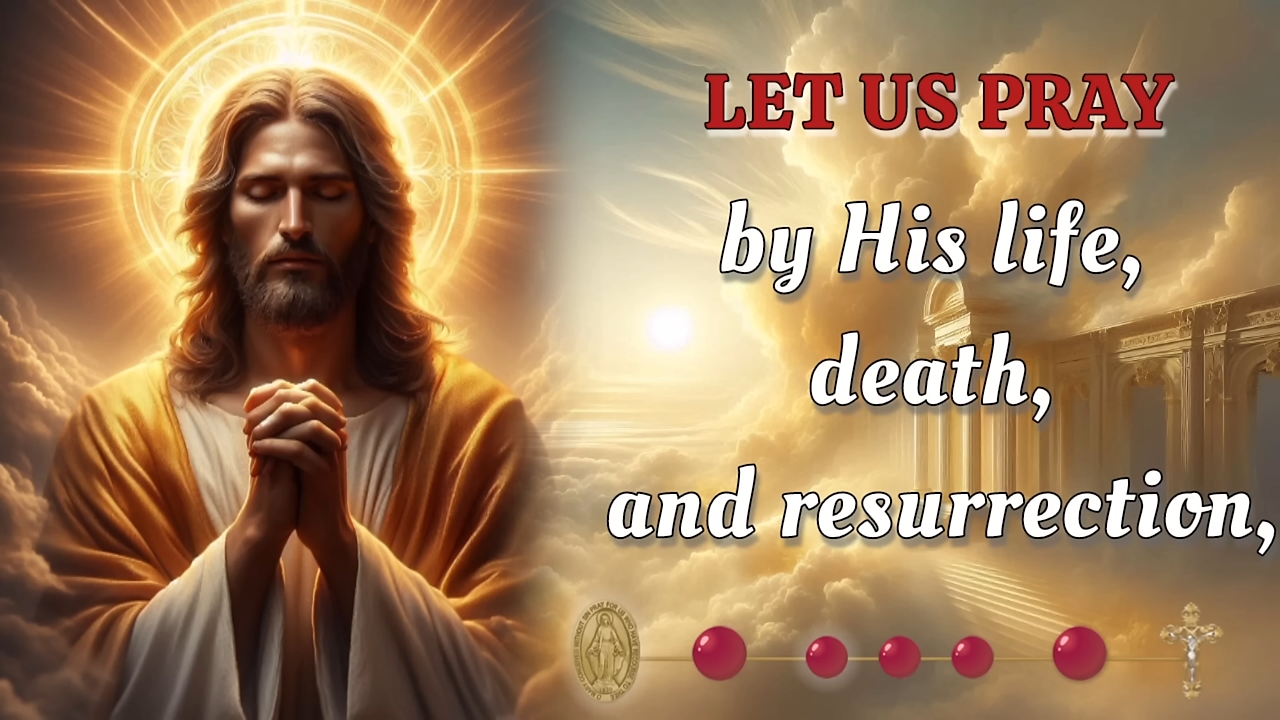 LET US PRAY
by His life,
death,
and resurrection,